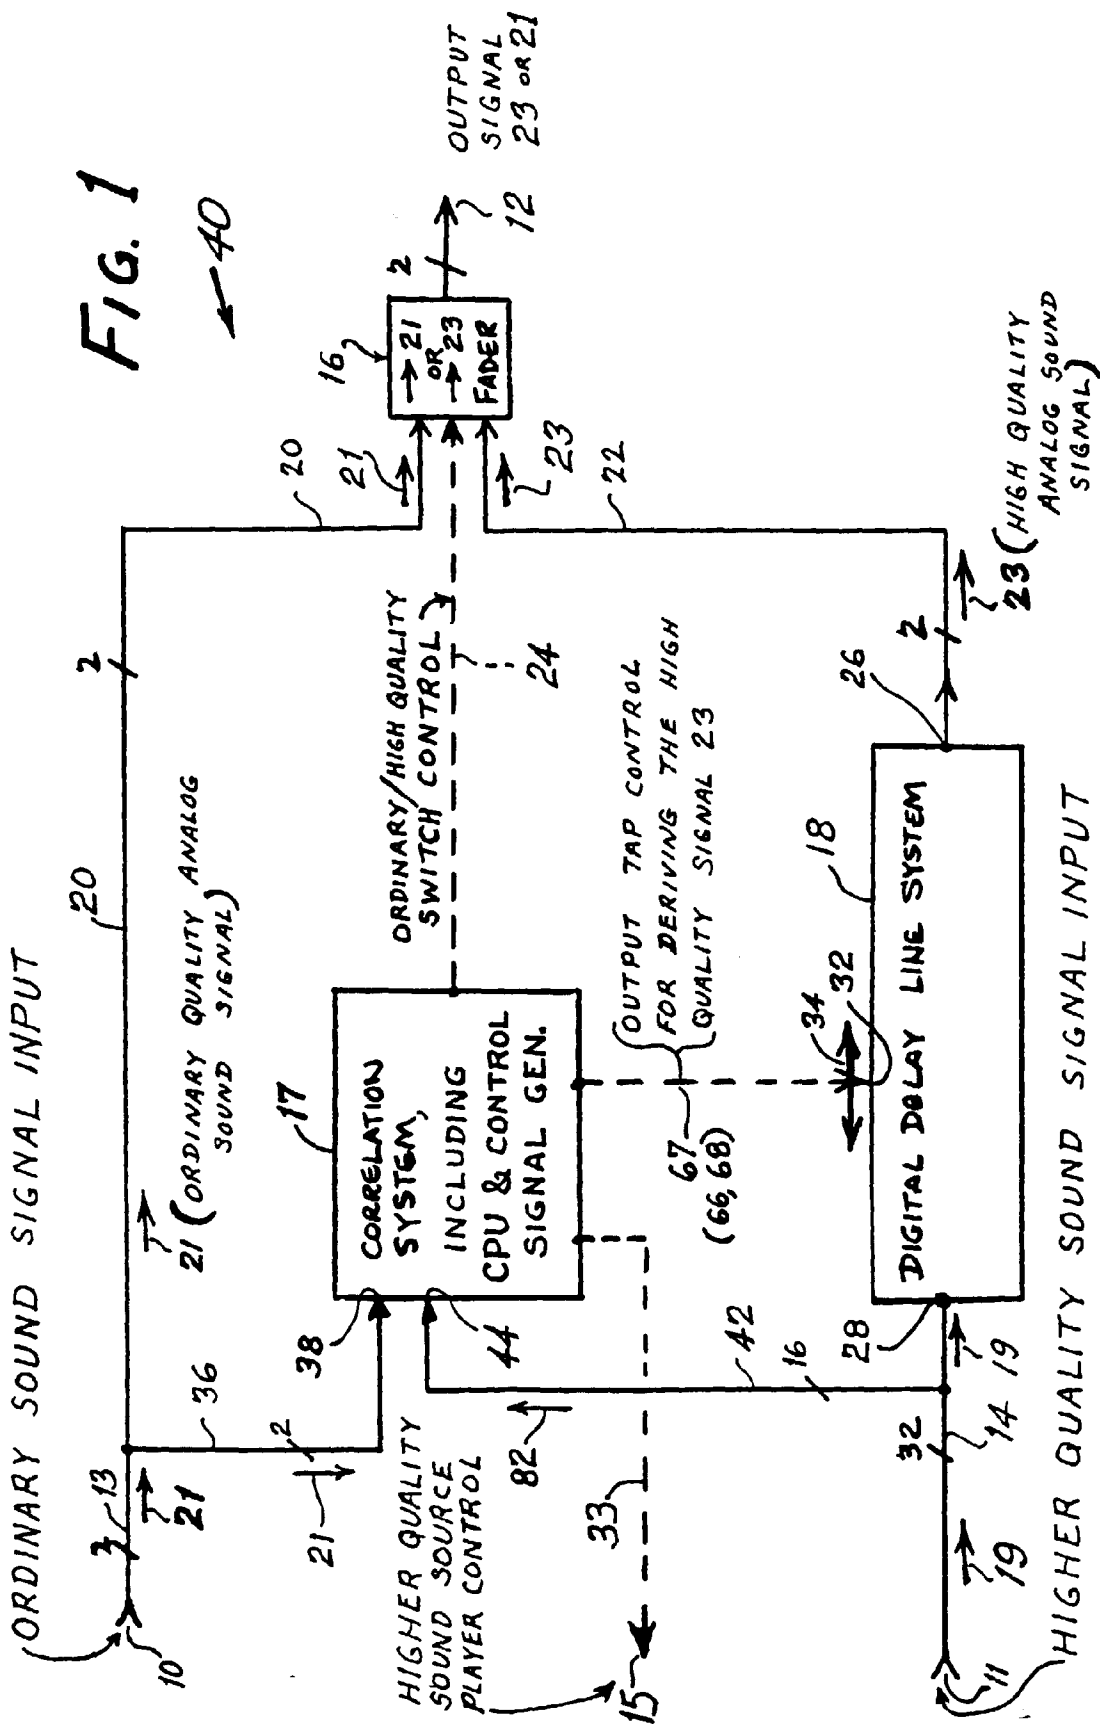 FIG. 1
40
ORDINARY SOUND SIGNAL INPUT
10
2
13
21
20
2
20
21 (ORDINARY QUALITY ANALOG
SOUND SIGNAL)
36
2
21
38
44
17
CORRELATION
SYSTEM,
INCLUDING
CPU & CONTROL
SIGNAL GEN.
ORDINARY/HIGH QUALITY
SWITCH CONTROL
24
21
23
16
→ 21
OR
→ 23
FADER
2
12
OUTPUT
SIGNAL
23 OR 21
HIGHER QUALITY
SOUND SOURCE
PLAYER CONTROL
15
33
82
42
16
67
(66, 68)
OUTPUT TAP CONTROL
FOR DERIVING THE HIGH
QUALITY SIGNAL 23
34
32
18
DIGITAL DELAY LINE SYSTEM
28
26
22
2
23 (HIGH QUALITY
ANALOG SOUND
SIGNAL)
11
19
32
14
19
HIGHER QUALITY SOUND SIGNAL INPUT